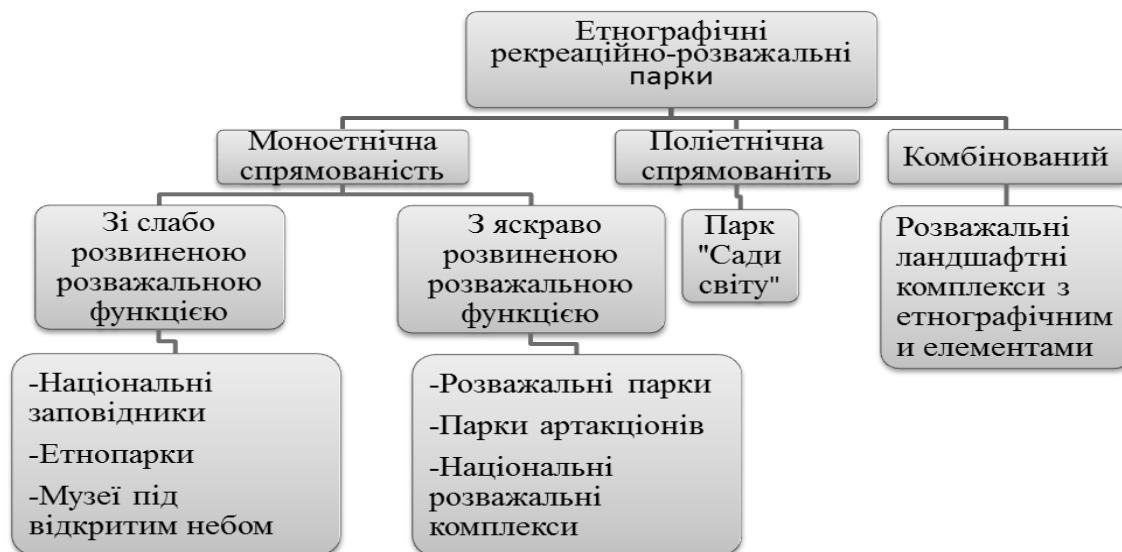 Етнографічні
рекреаційно-розважальні
парки
Моноетнічна
спрямованість
Поліетнічна
спрямованіть
Комбінований
Зі слабо
розвиненою
розважальною
функцією
З яскраво
розвиненою
розважальною
функцією
Парк
"Сади
світу"
Розважальні
ландшафтні
комплекси з
етнографічним
и елементами
-Національні
заповідники
-Етнопарки
-Музеї під
відкритим небом
-Розважальні парки
-Парки артакціонів
-Національні
розважальні
комплекси